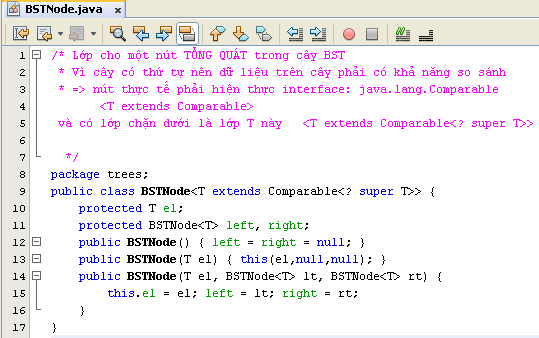 BSTNode.java x
1 /* Lớp cho một nút TỔNG QUÁT trong cây BST
2 * Vì cây có thứ tự nên dữ liệu trên cây phải có khả năng so sánh
3 * => nút thực tế phải hiện thực interface: java.lang.Comparable
4 <T extends Comparable>
5 và có lớp chặn dưới là lớp T này <T extends Comparable<? super T>>
6
7 */
8 package trees;
9 public class BSTNode<T extends Comparable<? super T>> {
10 protected T el;
11 protected BSTNode<T> left, right;
12 public BSTNode() { left = right = null; }
13 public BSTNode(T el) { this(el,null,null); }
14 public BSTNode(T el, BSTNode<T> lt, BSTNode<T> rt) {
15 this.el = el; left = lt; right = rt;
16 }
17 }